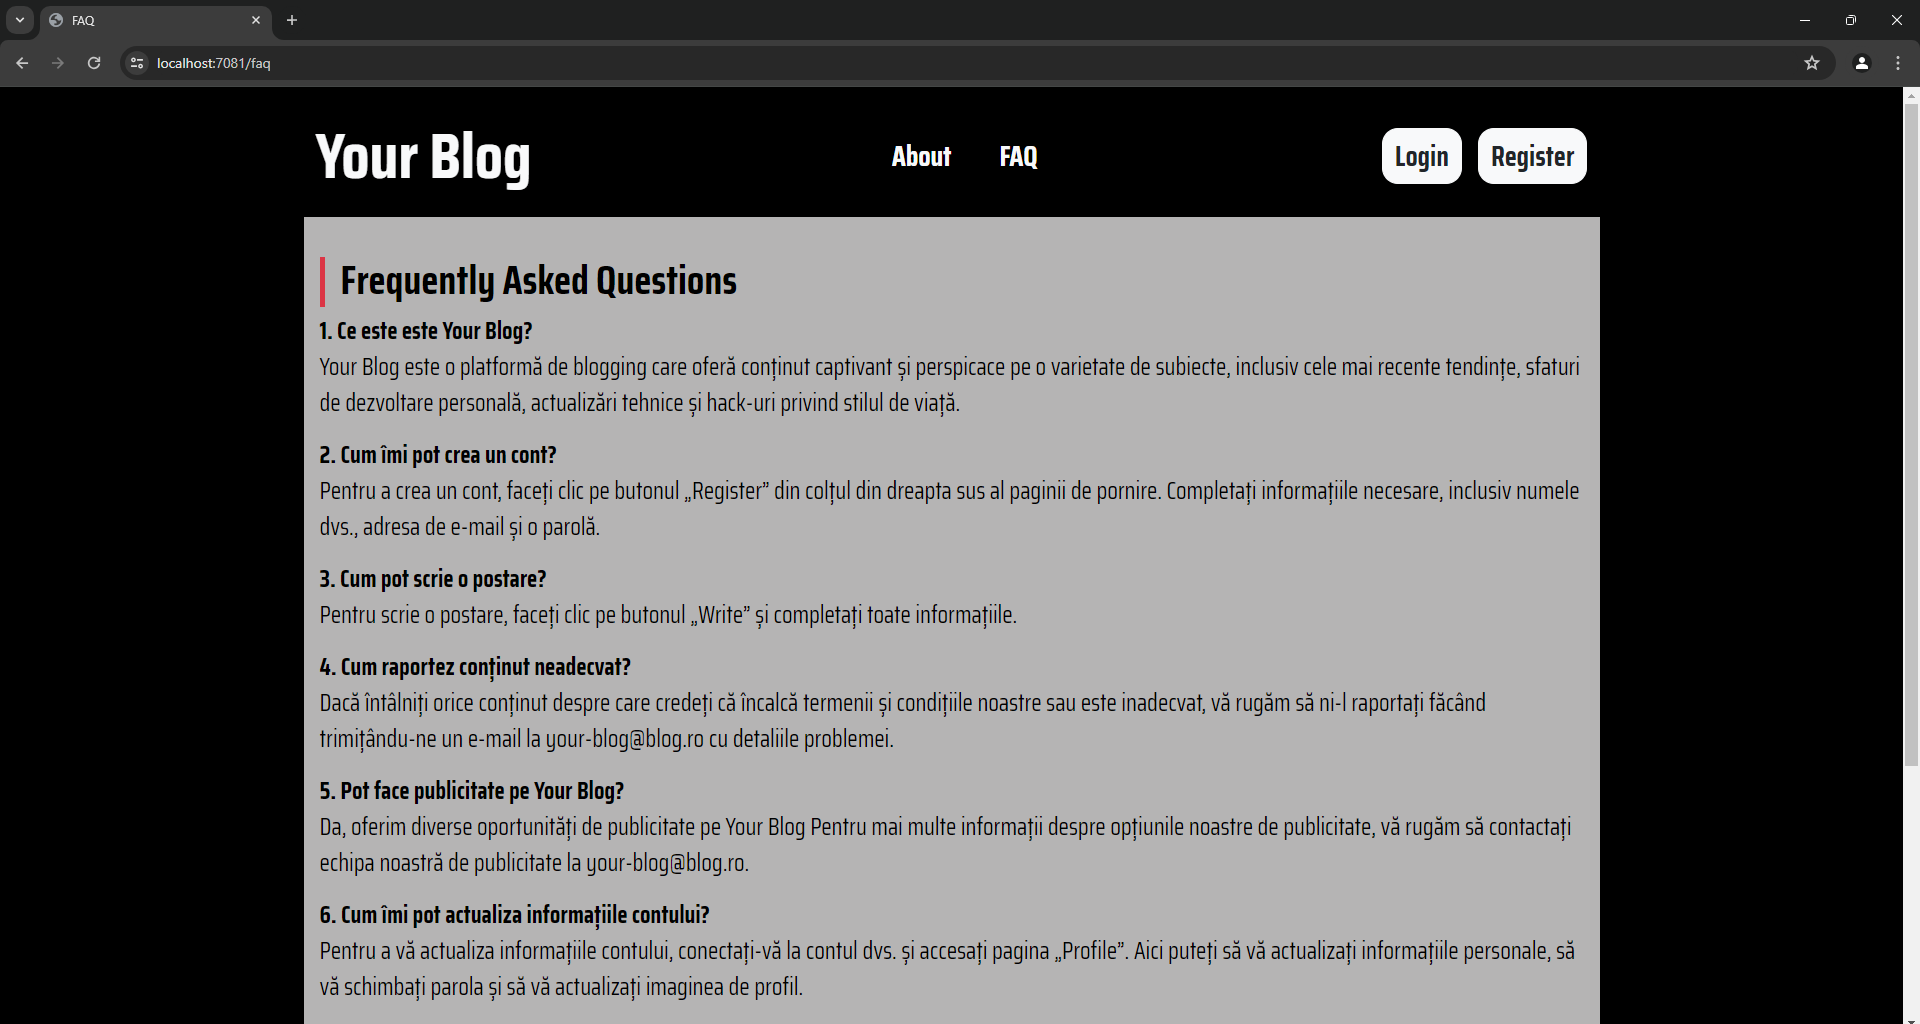 FAQ
localhost:7081/faq
Your Blog
About FAQ
Login Register
Frequently Asked Questions
1. Ce este este Your Blog?
Your Blog este o platformă de blogging care oferă conținut captivant și perspicace pe o varietate de subiecte, inclusiv cele mai recente tendințe, sfaturi
de dezvoltare personală, actualizări tehnice și hack-uri privind stilul de viață.
2. Cum îmi pot crea un cont?
Pentru a crea un cont, faceți clic pe butonul „Register” din colțul din dreapta sus al paginii de pornire. Completați informațiile necesare, inclusiv numele
dvs., adresa de e-mail și o parolă.
3. Cum pot scrie o postare?
Pentru scrie o postare, faceți clic pe butonul „Write” și completați toate informațiile.
4. Cum raportez conținut neadecvat?
Dacă întâlniți orice conținut despre care credeți că încalcă termenii și condițiile noastre sau este inadecvat, vă rugăm să ni-l raportați făcând
trimițându-ne un e-mail la your-blog@blog.ro cu detaliile problemei.
5. Pot face publicitate pe Your Blog?
Da, oferim diverse oportunități de publicitate pe Your Blog Pentru mai multe informații despre opțiunile noastre de publicitate, vă rugăm să contactați
echipa noastră de publicitate la your-blog@blog.ro.
6. Cum îmi pot actualiza informațiile contului?
Pentru a vă actualiza informațiile contului, conectați-vă la contul dvs. și accesați pagina „Profile”. Aici puteți să vă actualizați informațiile personale, să
vă schimbați parola și să vă actualizați imaginea de profil.